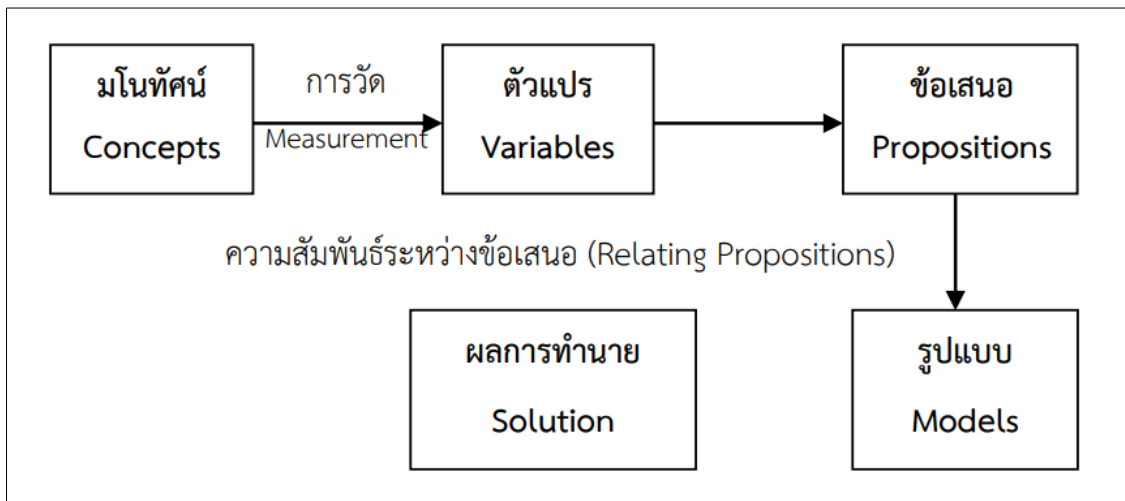 มโนทัศน์
Concepts
การวัด
Measurement
ตัวแปร
Variables
ข้อเสนอ
Propositions
ความสัมพันธ์ระหว่างข้อเสนอ (Relating Propositions)
ผลการทำนาย
Solution
รูปแบบ
Models